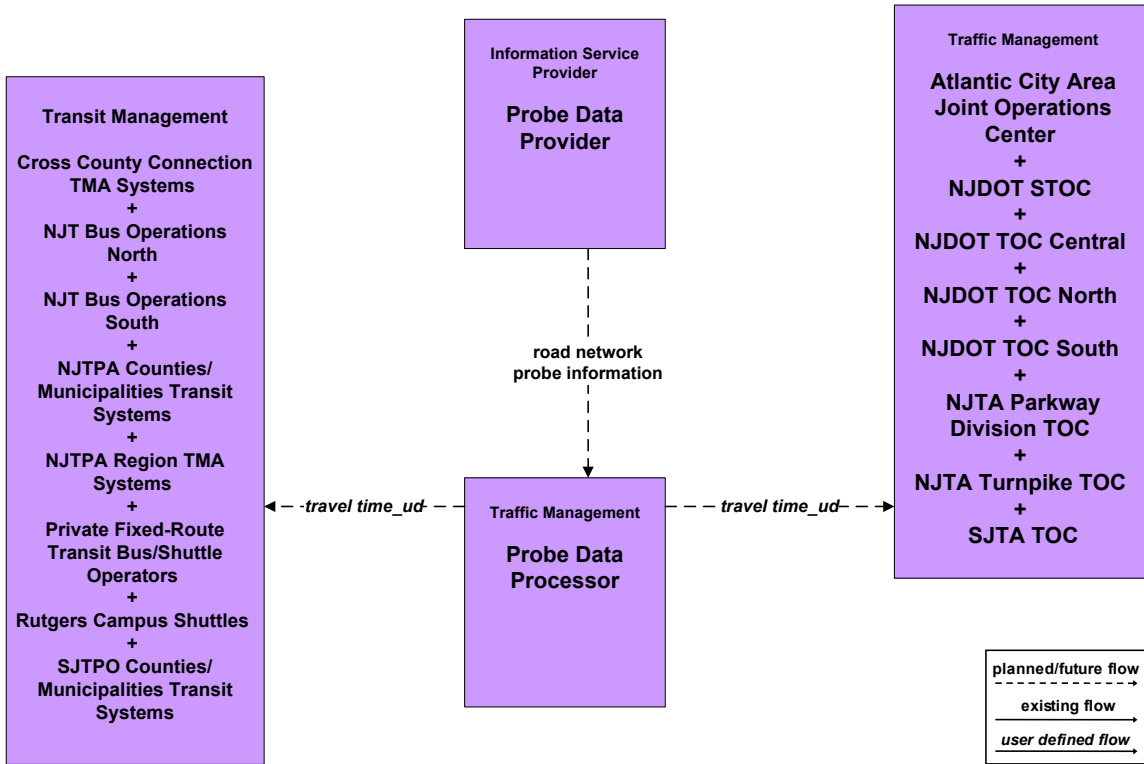 Transit Management
Cross County Connection
TMA Systems
+
NJT Bus Operations
North
+
NJT Bus Operations
South
+
NJTPA Counties/
Municipalities Transit
Systems
+
NJTPA Region TMA
Systems
+
Private Fixed-Route
Transit Bus/Shuttle
Operators
+
Rutgers Campus Shuttles
+
SJTPO Counties/
Municipalities Transit
Systems
Information Service
Provider
Probe Data
Provider
road network
probe information
travel time_ud
Traffic Management
Probe Data
Processor
travel time_ud
Traffic Management
Atlantic City Area
Joint Operations
Center
+
NJDOT STOC
+
NJDOT TOC Central
+
NJDOT TOC North
+
NJDOT TOC South
+
NJTA Parkway
Division TOC
+
NJTA Turnpike TOC
+
SJTA TOC
planned/future flow
existing flow
user defined flow